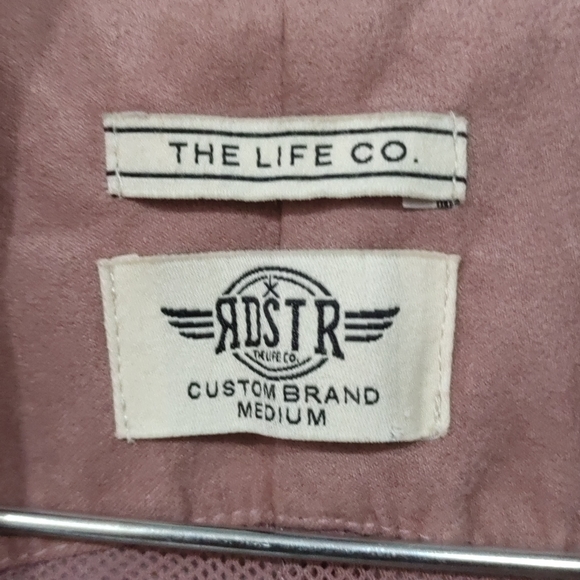 THE LIFE CO.
RDSTR
THE LIFE CO.
CUSTOM BRAND
MEDIUM